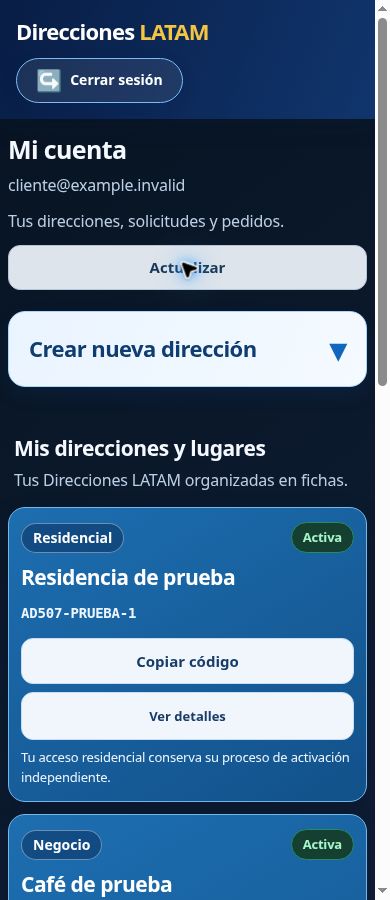 Direcciones LATAM
Cerrar sesión
Mi cuenta
cliente@example.invalid
Tus direcciones, solicitudes y pedidos.
Actualizar
Crear nueva dirección
Mis direcciones y lugares
Tus Direcciones LATAM organizadas en fichas.
Residencial
Activa
Residencia de prueba
AD507-PRUEBA-1
Copiar código
Ver detalles
Tu acceso residencial conserva su proceso de activación
independiente.
Negocio
Activa
Café de prueba